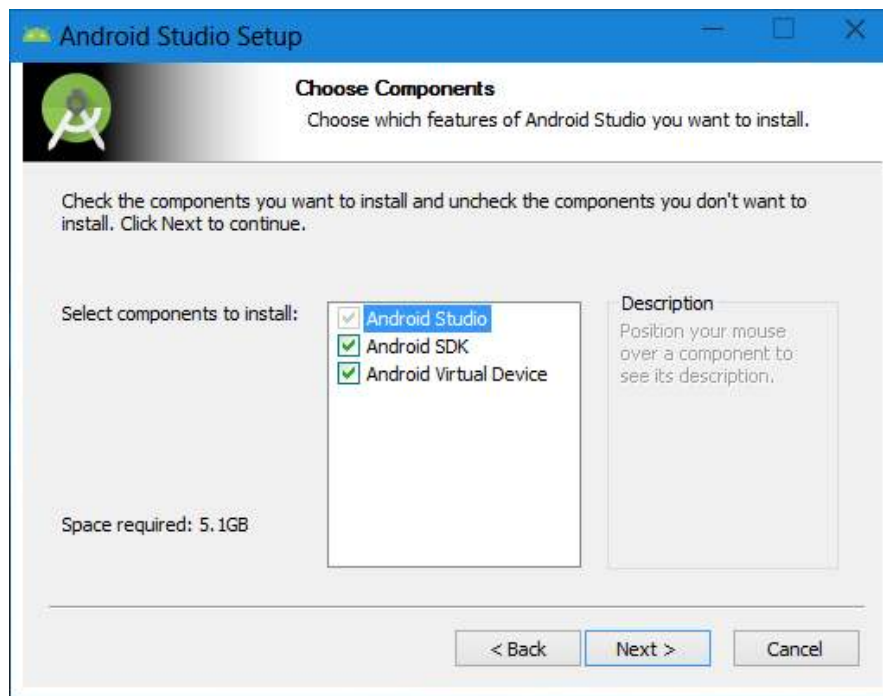 Android Studio Setup
Choose Components
Choose which features of Android Studio you want to install.
Check the components you want to install and uncheck the components you don't want to
install. Click Next to continue.
Select components to install:
Android Studio
Android SDK
Android Virtual Device
Description
Position your mouse
over a component to
see its description.
Space required: 5.1GB
< Back
Next >
Cancel